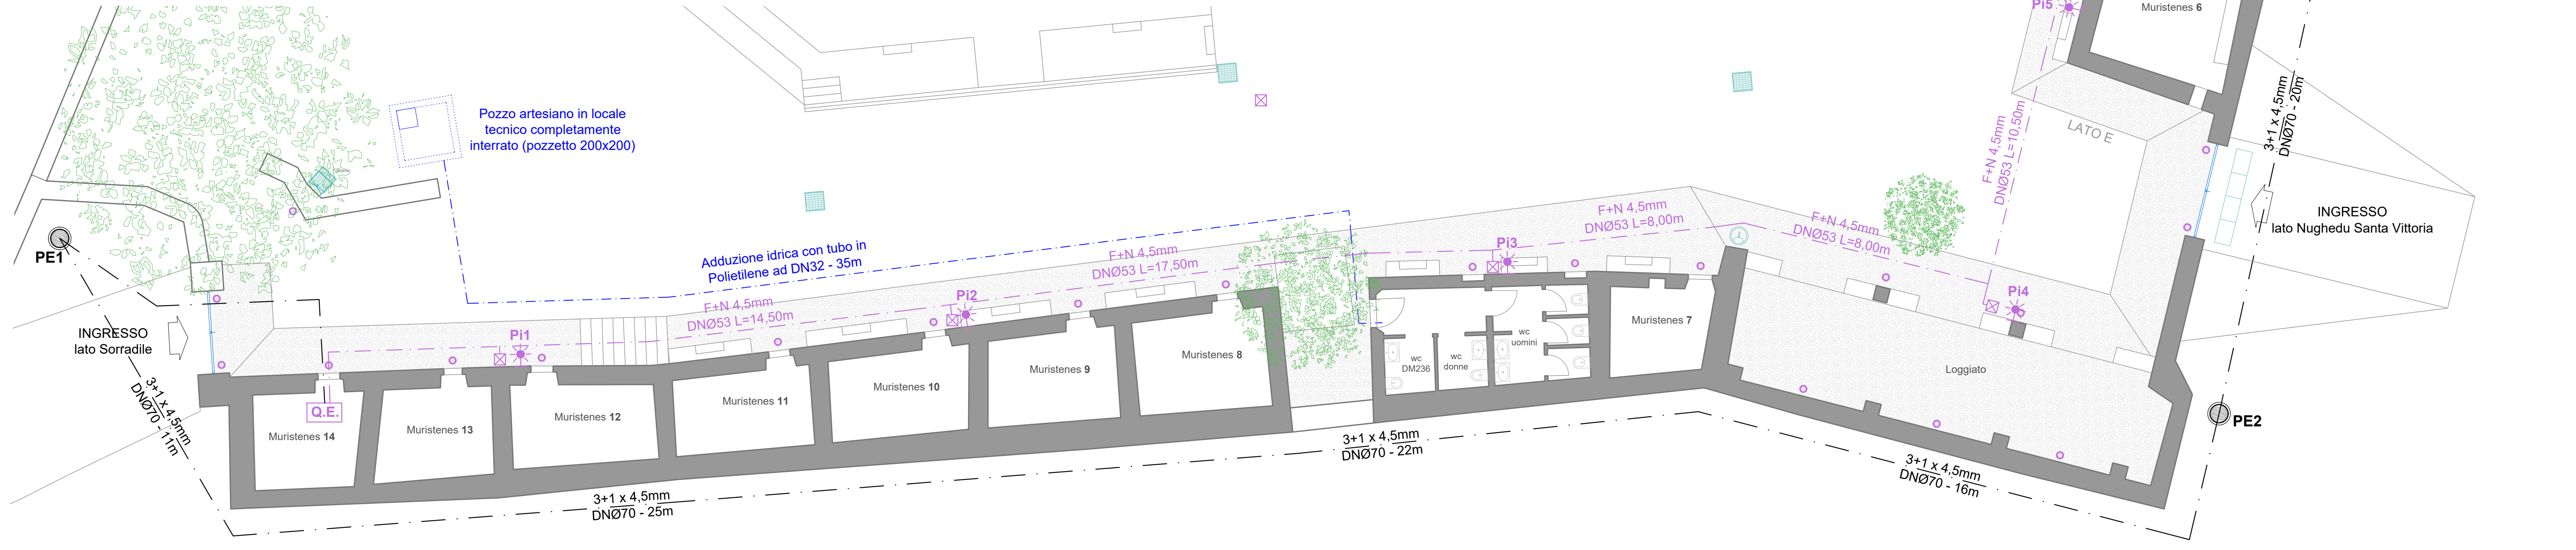 Pi5
Muristenes 6
3+1 x 4,5mm
DNØ70 - 20m
Pozzo artesiano in locale
tecnico completamente
interrato (pozzetto 200x200)
LATO E
F+N 4,5mm
DNØ53 L=10,50m
INGRESSO
lato Nughedu Santa Vittoria
PE1
Adduzione idrica con tubo in
Polietilene ad DN32 - 35m
F+N 4,5mm
DNØ53 L=17,50m
Pi3
F+N 4,5mm
DNØ53 L=8,00m
F+N 4,5mm
DNØ53 L=8,00m
Pi4
INGRESSO
lato Sorradile
Pi1
F+N 4,5mm
DNØ53 L=14,50m
Pi2
3+1 x 4,5mm
DNØ70 - 11m
Q.E.
Muristenes 14
Muristenes 13
Muristenes 12
Muristenes 11
Muristenes 10
Muristenes 9
Muristenes 8
wc
DM236
wc
donne
wc
uomini
Muristenes 7
Loggiato
PE2
3+1 x 4,5mm
DNØ70 - 25m
3+1 x 4,5mm
DNØ70 - 22m
3+1 x 4,5mm
DNØ70 - 16m